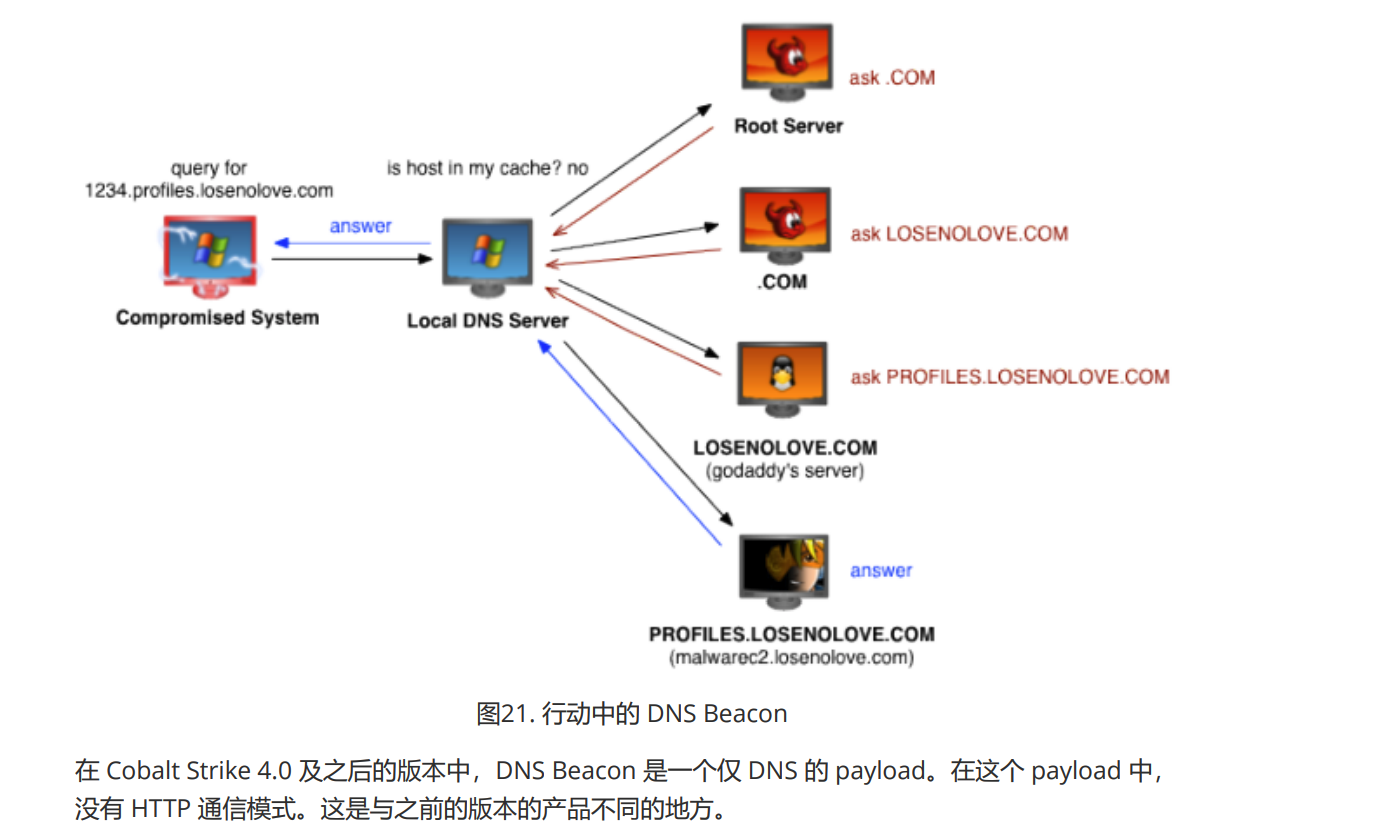 ask .COM
Root Server
query for
1234.profiles.losenolove.com
is host in my cache? no
answer
ask LOSENOLOVE.COM
.COM
Compromised System
Local DNS Server
ask PROFILES.LOSENOLOVE.COM
LOSENOLOVE.COM
(godaddy's server)
answer
PROFILES.LOSENOLOVE.COM
(malwarec2.losenolove.com)
图21. 行动中的 DNS Beacon
在 Cobalt Strike 4.0 及之后的版本中，DNS Beacon 是一个仅 DNS 的 payload。在这个 payload 中，
没有 HTTP 通信模式。这是与之前的版本的产品不同的地方。